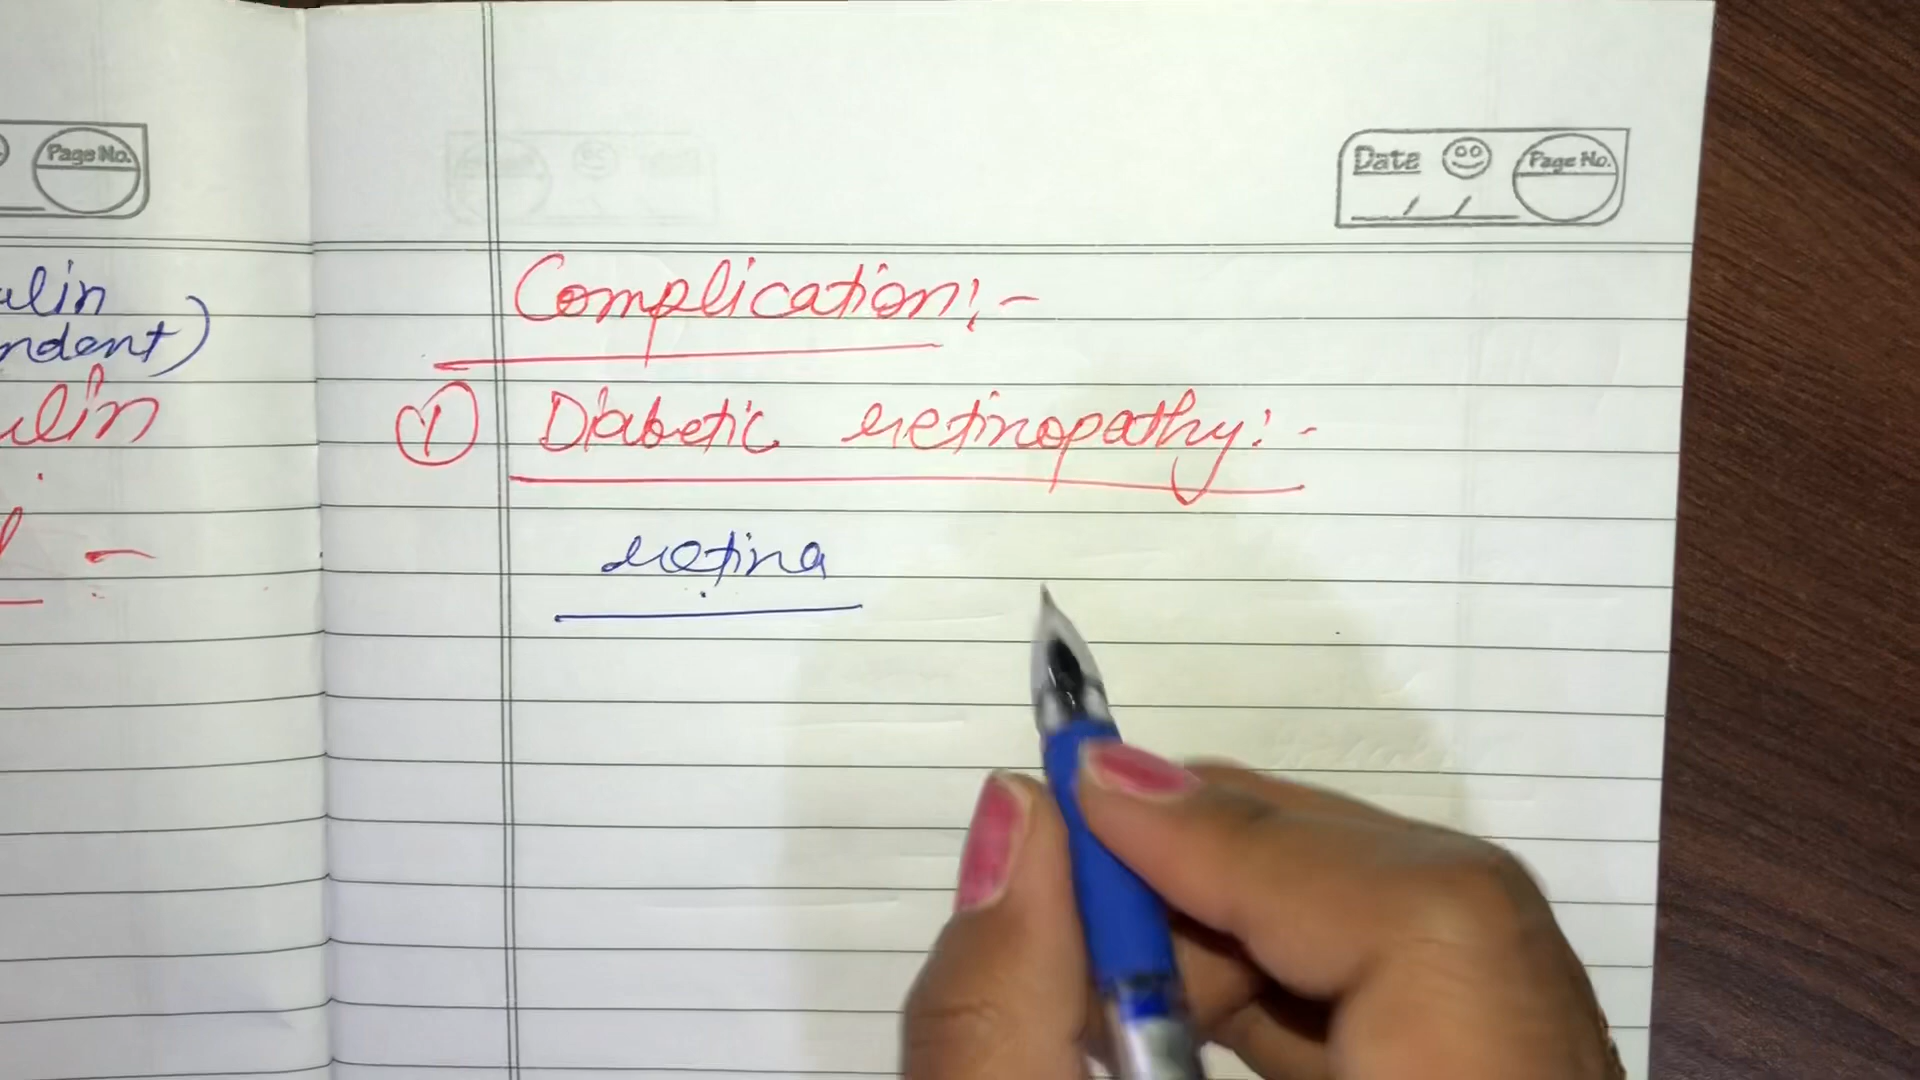 Page No.
ulin
ndent)
ulin
Date Page No.
Complication:-
① Diabetic retinopathy:-
retina